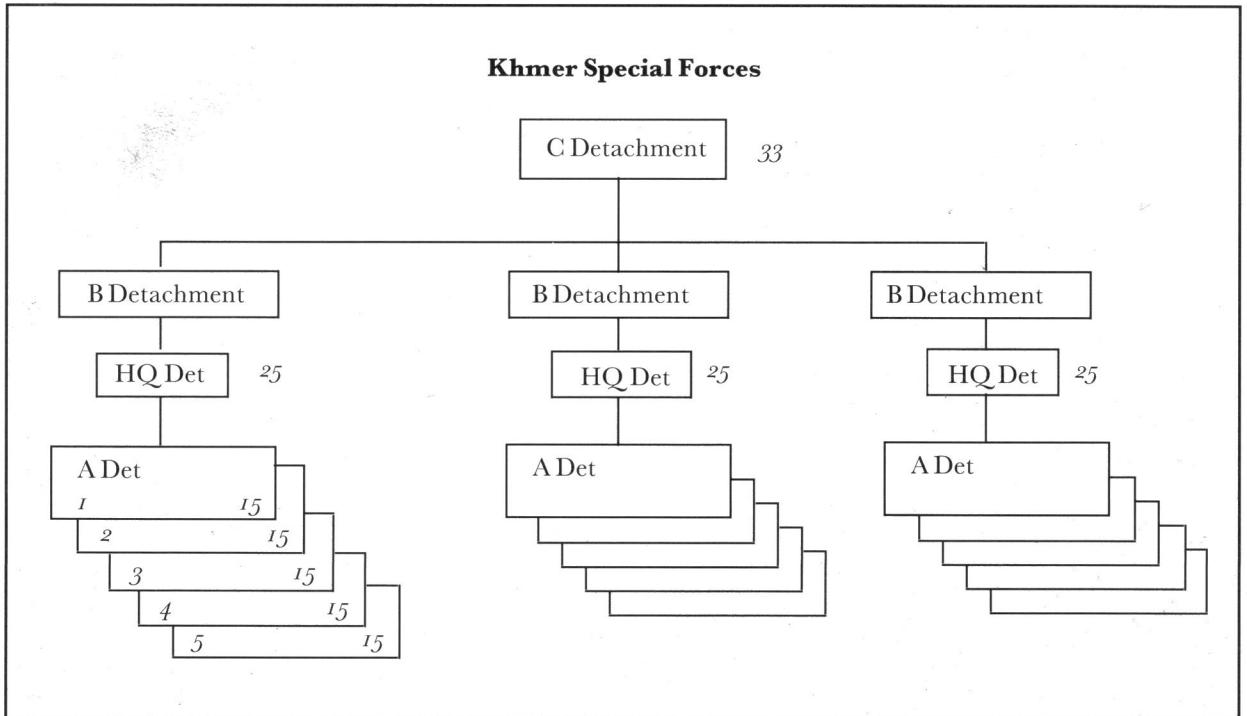 Khmer Special Forces
C Detachment 33
B Detachment B Detachment B Detachment
HQ Det 25 HQ Det 25 HQ Det 25
A Det A Det A Det
1 15
2 15
3 15
4 15
5 15